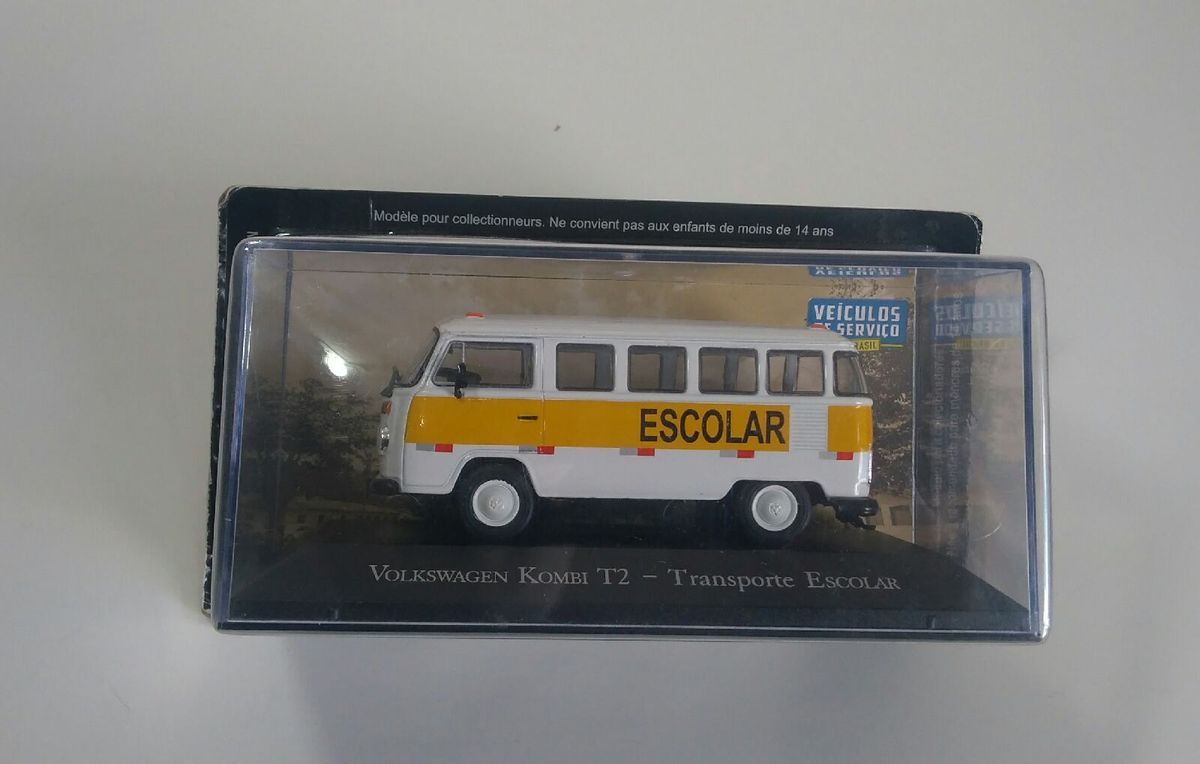 Modèle pour collectionneurs. Ne convient pas aux enfants de moins de 14 ans
VEÍCULOS
DE SERVIÇO
BRASIL
ESCOLAR
VOLKSWAGEN KOMBI T2 – Transporte ESCOLAR